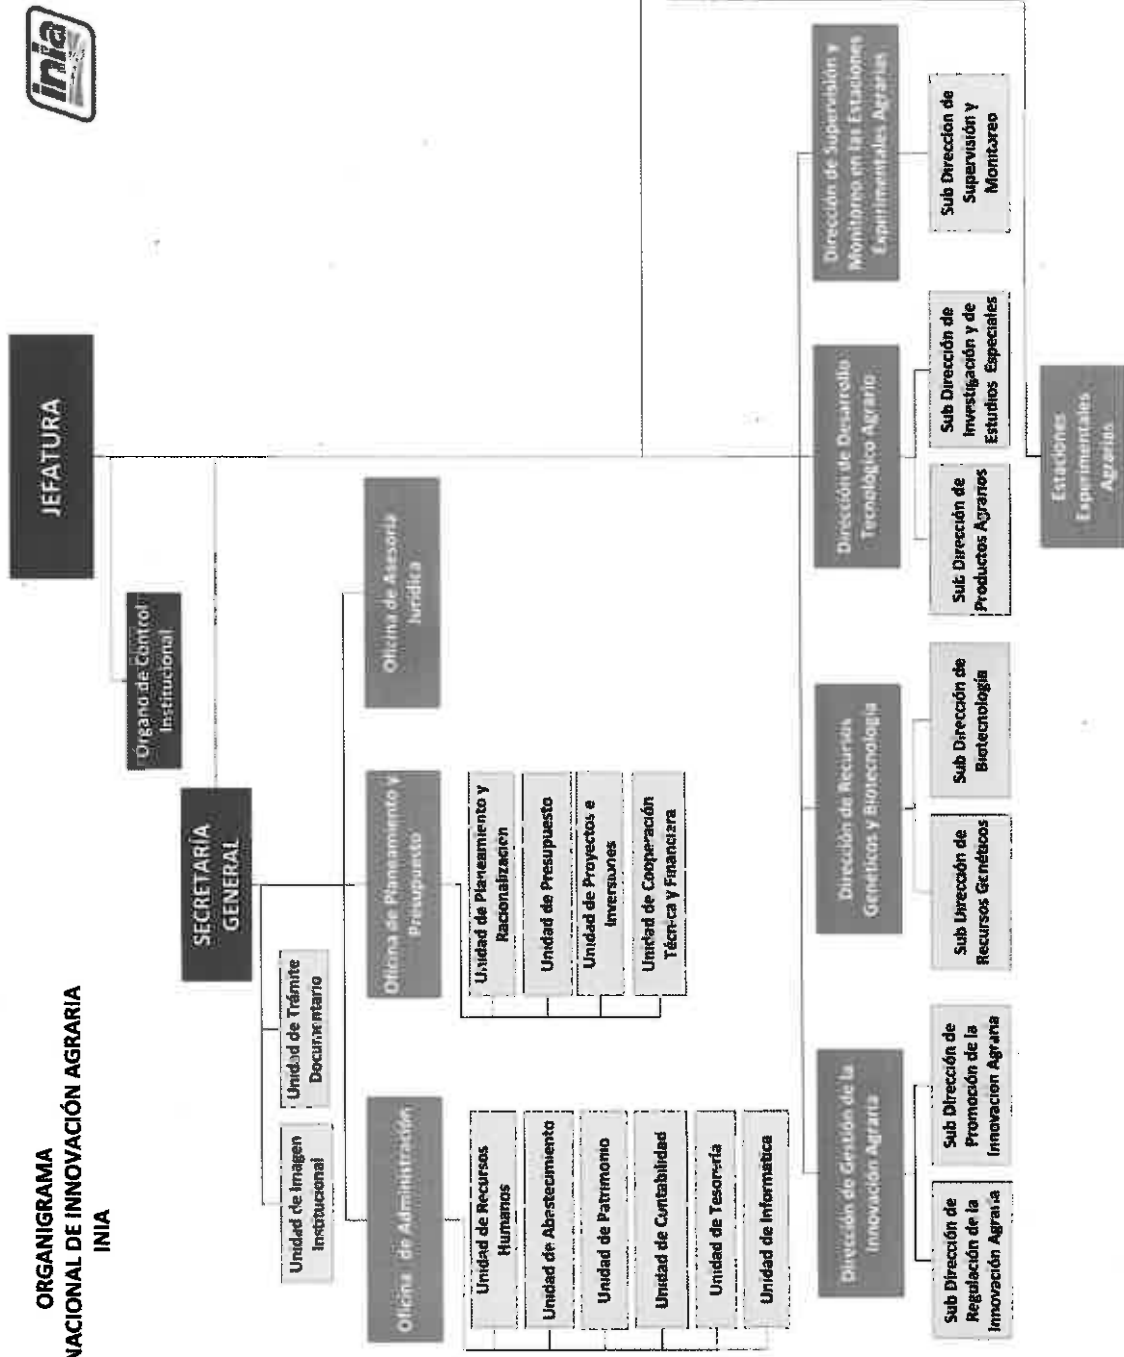 ORGANIGRAMA
NACIONAL DE INNOVACIÓN AGRARIA
INIA
inia
JEFATURA
Órgano de Control
Institucional
SECRETARÍA
GENERAL
Unidad de Imagen
Institucional
Unidad de Trámite
Documentario
Oficina de Administración
Oficina de Planeamiento y
Presupuesto
Oficina de Asesoría
Jurídica
Unidad de Recursos
Humanos
Unidad de Abastecimiento
Unidad de Patrimonio
Unidad de Contabilidad
Unidad de Tesorería
Unidad de Informática
Unidad de Planeamiento y
Racionalización
Unidad de Presupuesto
Unidad de Proyectos e
Inversiones
Unidad de Cooperación
Técnica y Financiara
Dirección de Gestión de la
Innovación Agraria
Dirección de Recursos
Genéticos y Biotecnología
Dirección de Desarrollo
Tecnológico Agrario
Dirección de Supervisión y
Monitoreo en las Estaciones
Experimentales Agrarias
Sub Dirección de
Regulación de la
Innovación Agraria
Sub Dirección de
Promoción de la
Innovacion Agraria
Sub Dirección de
Recursos Genéticos
Sub Dirección de
Biotecnología
Sub Dirección de
Productos Agrarios
Sub Dirección de
Investigación y de
Estudios Especiales
Sub Direccion de
Supervisión y
Monitoreo
Estaciones
Experimentales
Agrarias